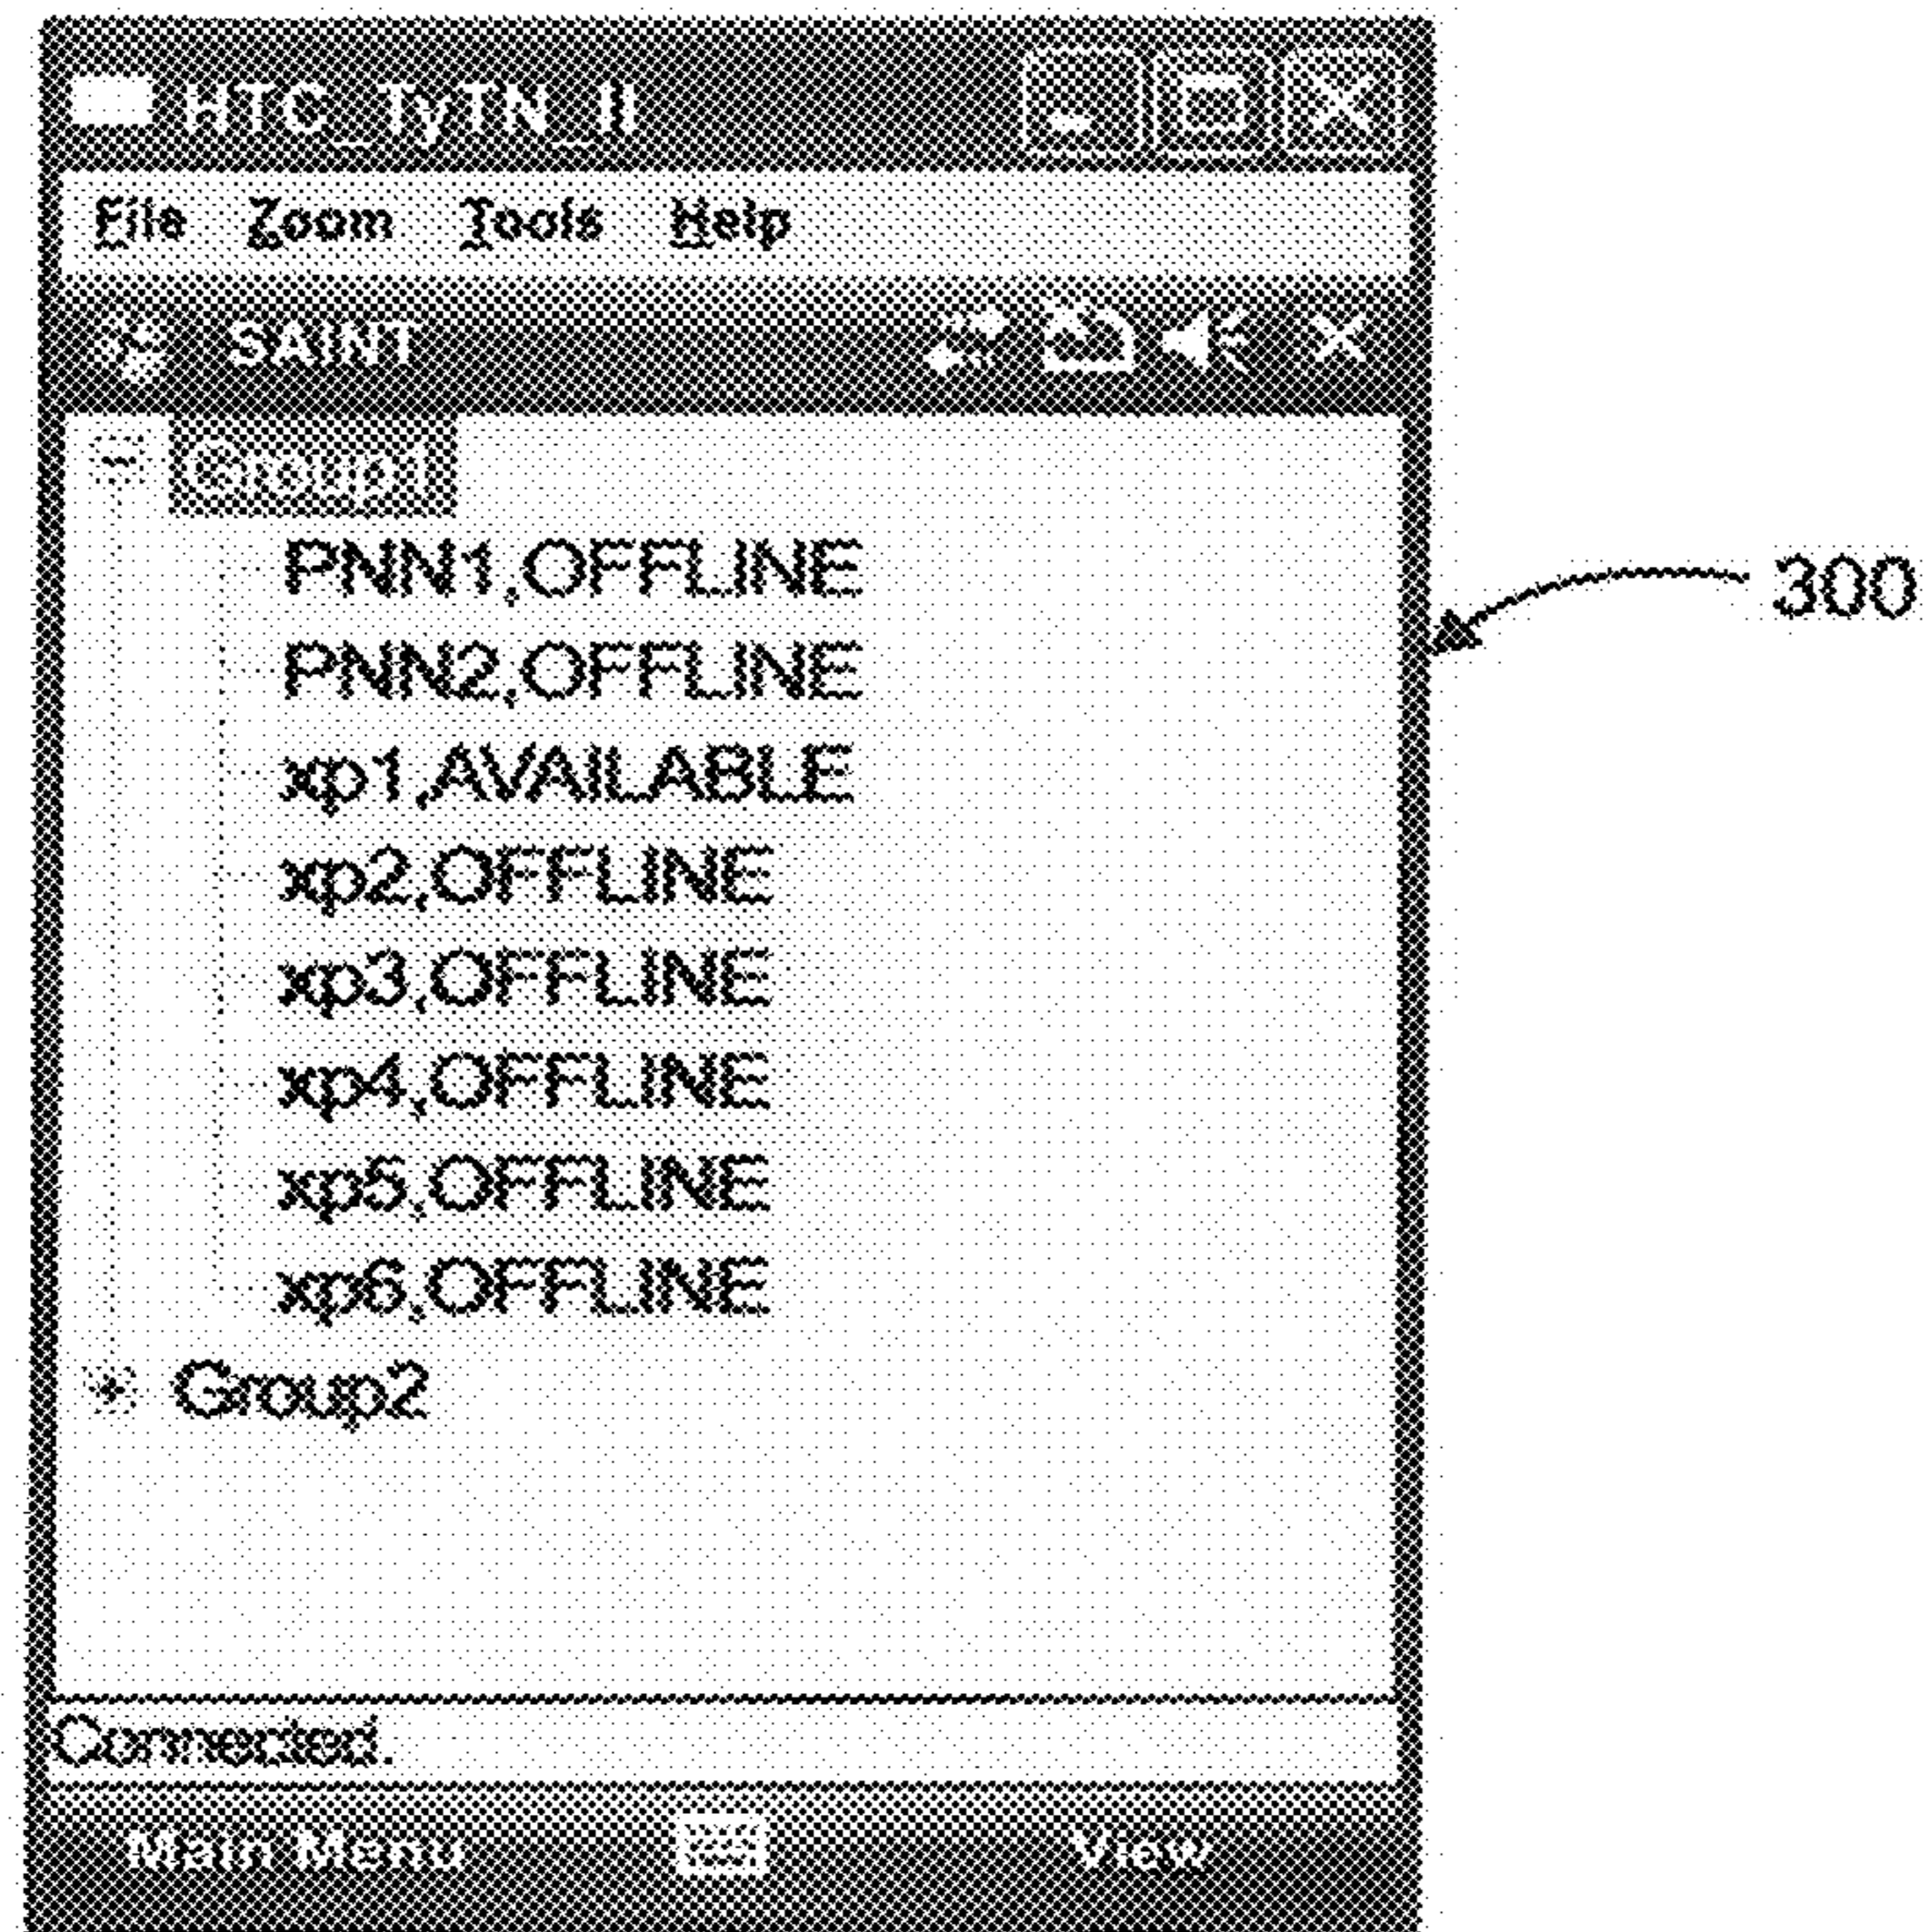 HTC_TyTN_II
File Zoom Tools Help
SAINT
Group1
PNN1,OFFLINE
PNN2,OFFLINE
xp1,AVAILABLE
xp2,OFFLINE
xp3,OFFLINE
xp4,OFFLINE
xp5,OFFLINE
xp6,OFFLINE
Group2
Connected.
Main Menu View
300